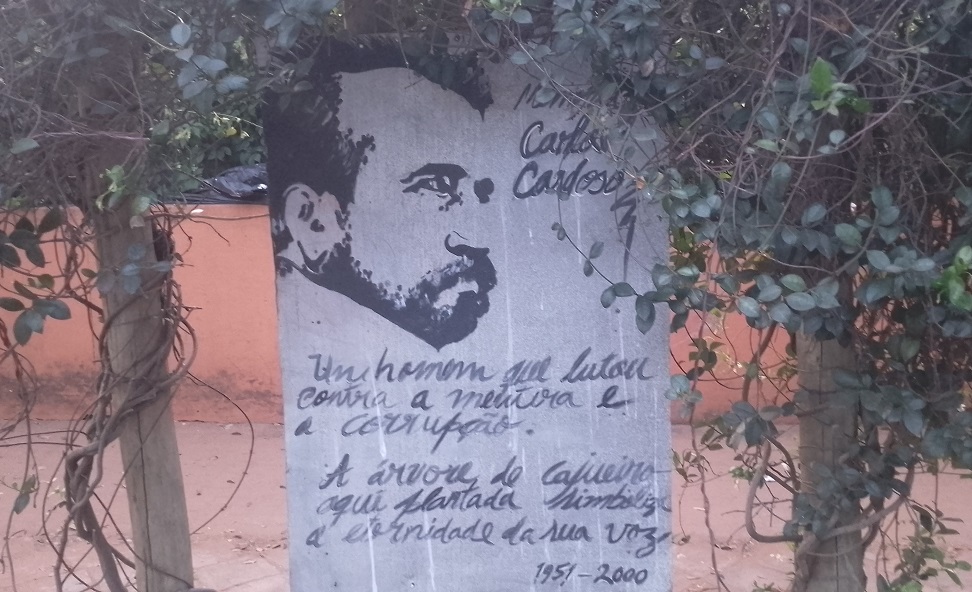 Carlos
Cardoso
Um homem que lutou
contra a mentira e
a corrupção.
A árvore de cajueiro
aqui plantada simboliza
a eternidade da sua voz.
1951-2000